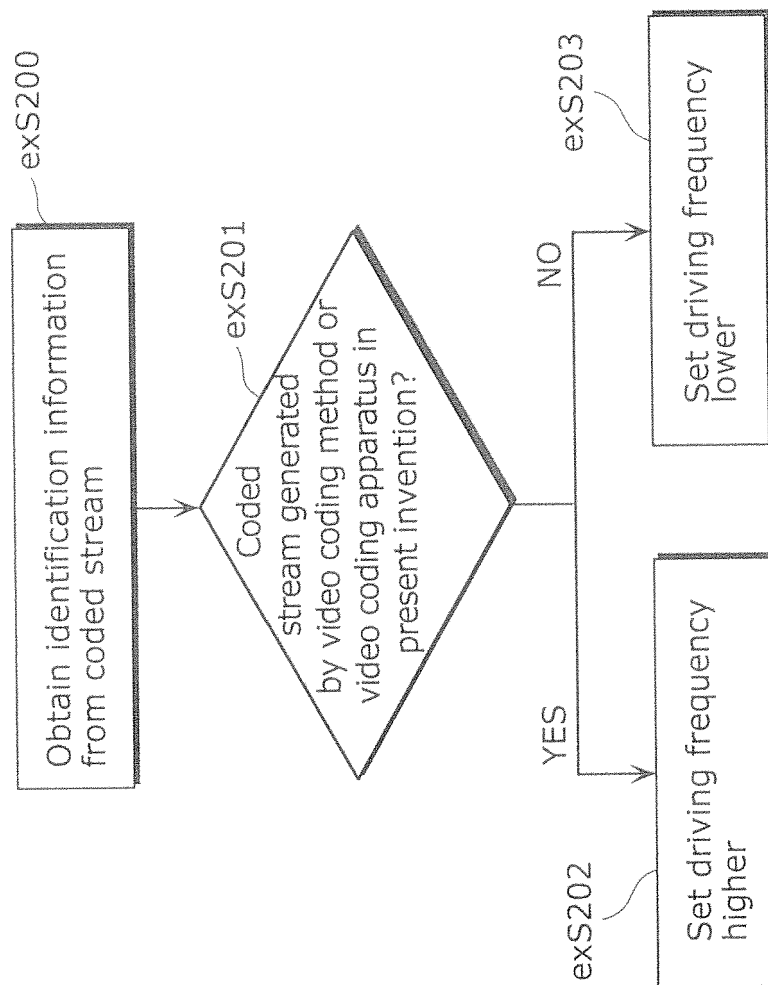 exS200
Obtain identification information
from coded stream
exS201
Coded
stream generated
by video coding method or
video coding apparatus in
present invention?
YES
NO
exS202
Set driving frequency
higher
exS203
Set driving frequency
lower